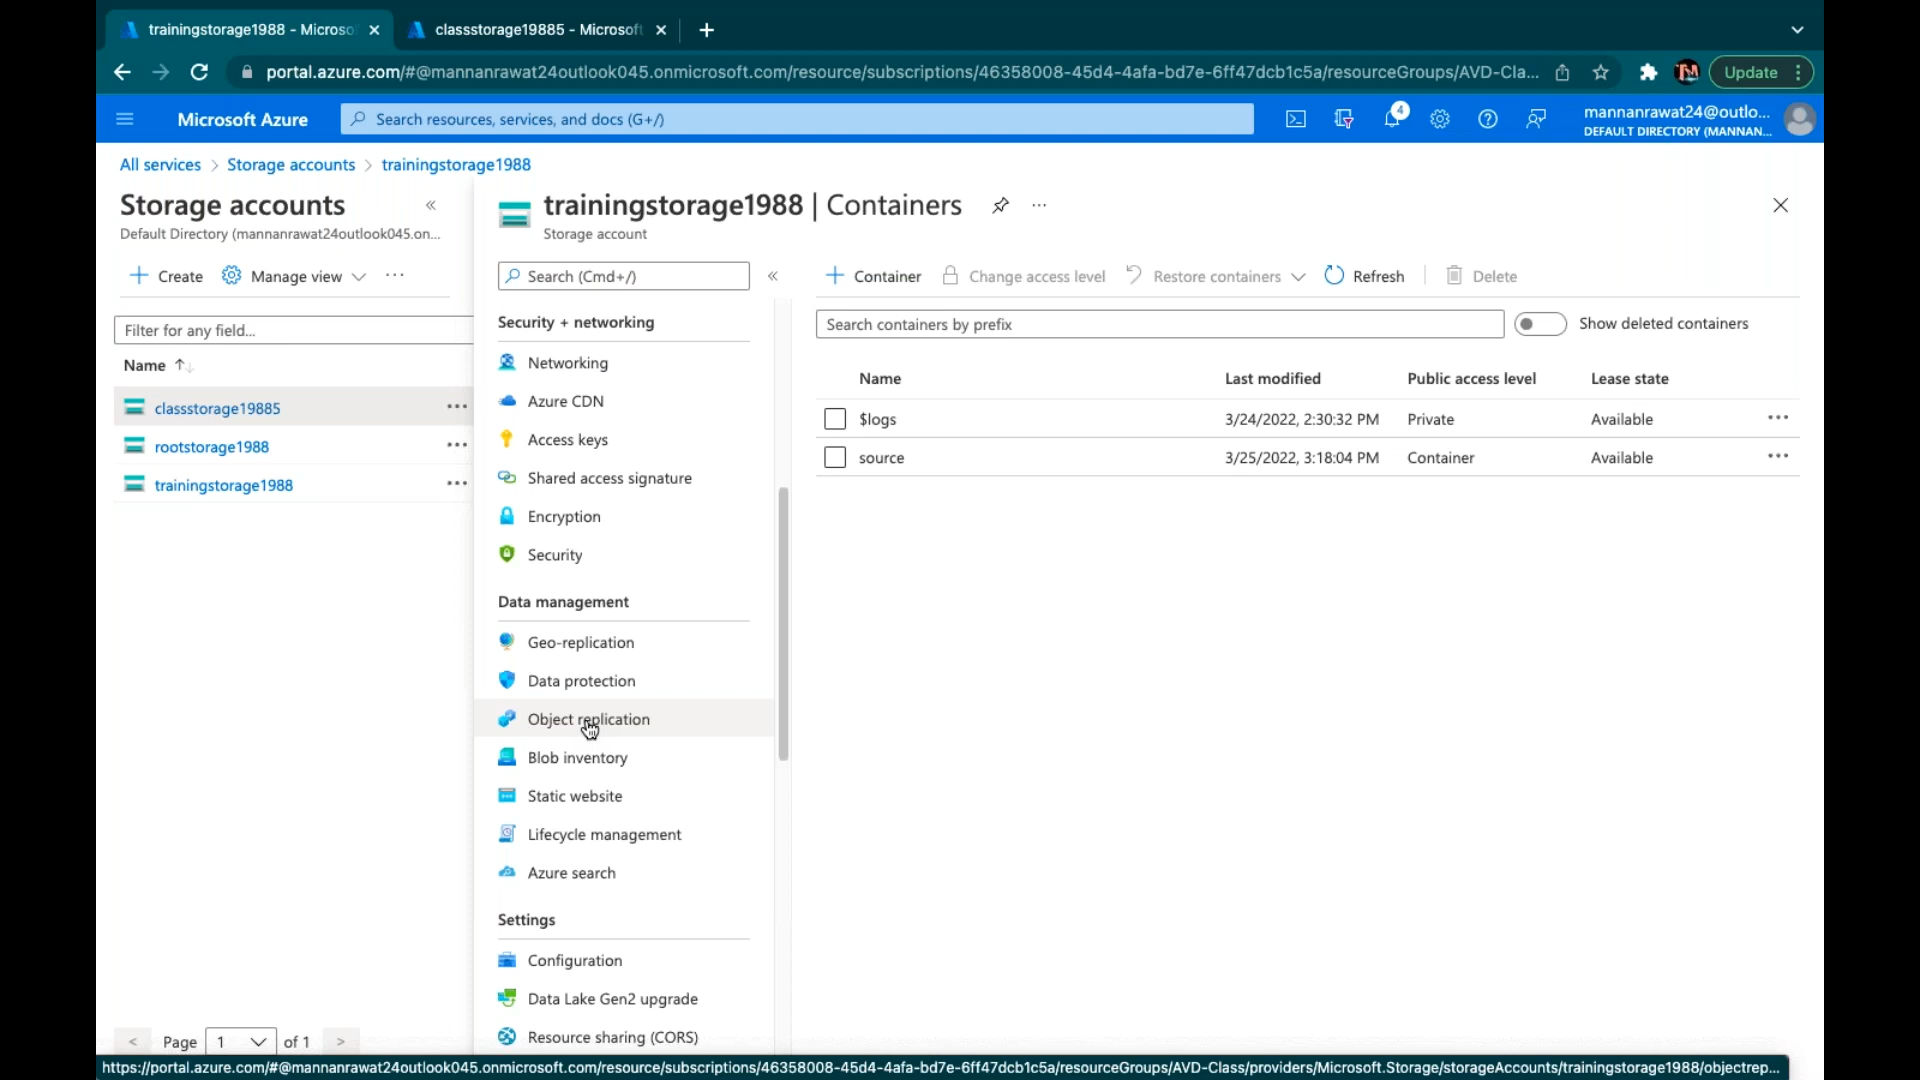 trainingstorage1988 - Microso
classstorage19885 - Microsoft
portal.azure.com/#@mannanrawat24outlook045.onmicrosoft.com/resource/subscriptions/46358008-45d4-4afa-bd7e-6ff47dcb1c5a/resourceGroups/AVD-Cla...
Update
Microsoft Azure
Search resources, services, and docs (G+/)
4
mannanrawat24@outlo...
DEFAULT DIRECTORY (MANNAN...
All services > Storage accounts > trainingstorage1988
Storage accounts
Default Directory (mannanrawat24outlook045.on...
Create
Manage view
Filter for any field...
Name
classstorage19885
rootstorage1988
trainingstorage1988
< Page 1 of 1 >
trainingstorage1988 | Containers
Storage account
Search (Cmd+/)
Security + networking
Networking
Azure CDN
Access keys
Shared access signature
Encryption
Security
Data management
Geo-replication
Data protection
Object replication
Blob inventory
Static website
Lifecycle management
Azure search
Settings
Configuration
Data Lake Gen2 upgrade
Resource sharing (CORS)
Container
Change access level
Restore containers
Refresh
Delete
Search containers by prefix
Show deleted containers
Name Last modified Public access level Lease state
$logs 3/24/2022, 2:30:32 PM Private Available
source 3/25/2022, 3:18:04 PM Container Available
https://portal.azure.com/#@mannanrawat24outlook045.onmicrosoft.com/resource/subscriptions/46358008-45d4-4afa-bd7e-6ff47dcb1c5a/resourceGroups/AVD-Class/providers/Microsoft.Storage/storageAccounts/trainingstorage1988/objectrep...